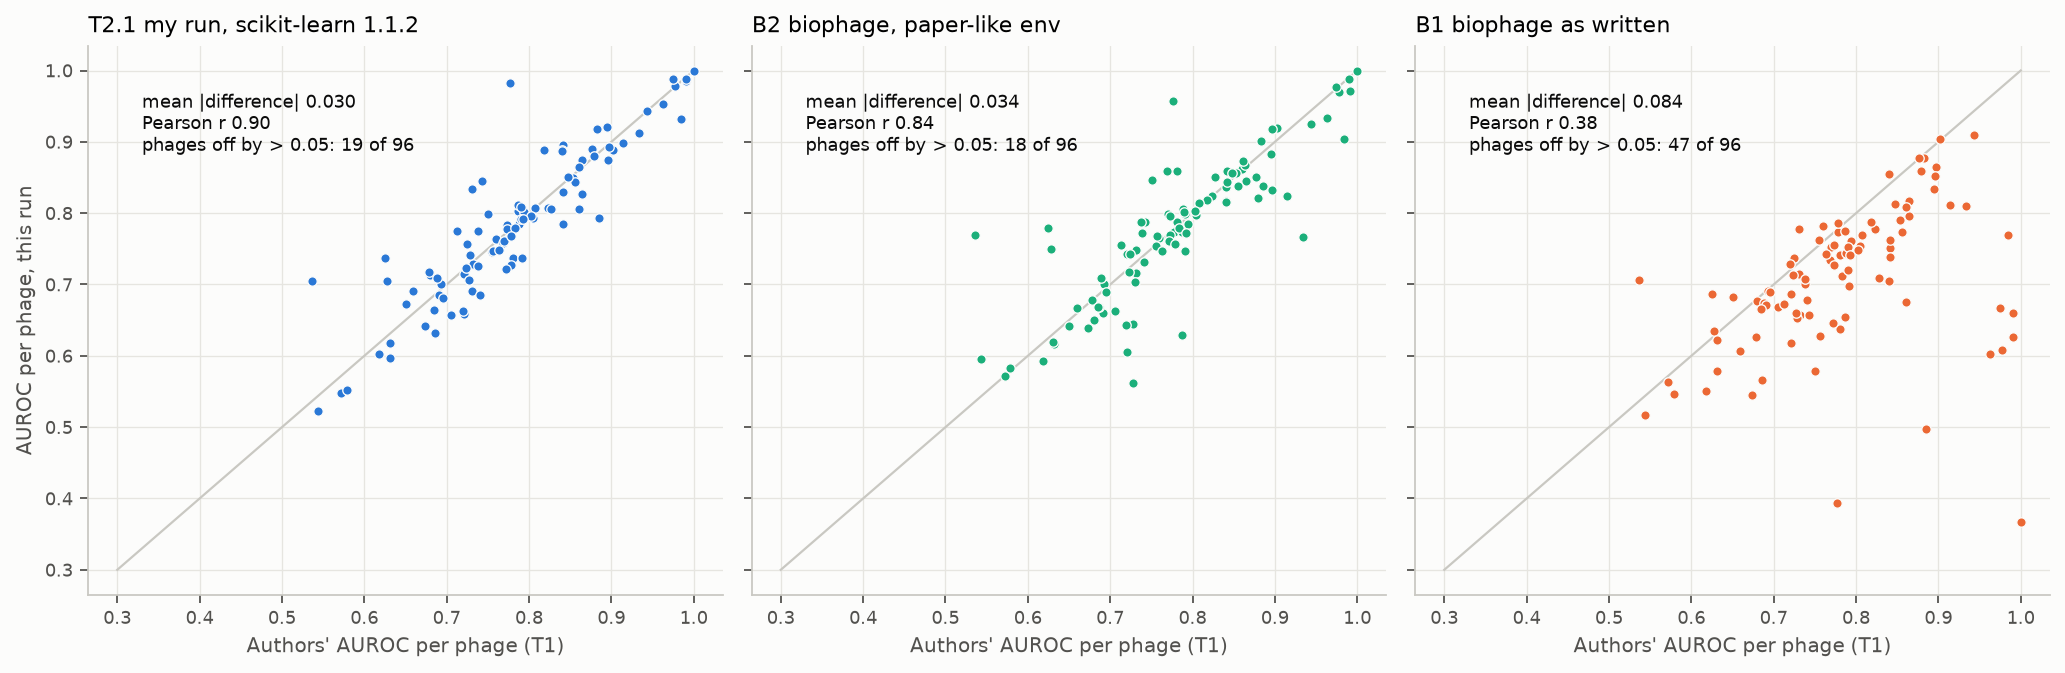 T2.1 my run, scikit-learn 1.1.2
mean |difference| 0.030
Pearson r 0.90
phages off by > 0.05: 19 of 96
AUROC per phage, this run
1.0
0.9
0.8
0.7
0.6
0.5
0.4
0.3
0.3 0.4 0.5 0.6 0.7 0.8 0.9 1.0
Authors' AUROC per phage (T1)
B2 biophage, paper-like env
mean |difference| 0.034
Pearson r 0.84
phages off by > 0.05: 18 of 96
0.3 0.4 0.5 0.6 0.7 0.8 0.9 1.0
Authors' AUROC per phage (T1)
B1 biophage as written
mean |difference| 0.084
Pearson r 0.38
phages off by > 0.05: 47 of 96
0.3 0.4 0.5 0.6 0.7 0.8 0.9 1.0
Authors' AUROC per phage (T1)